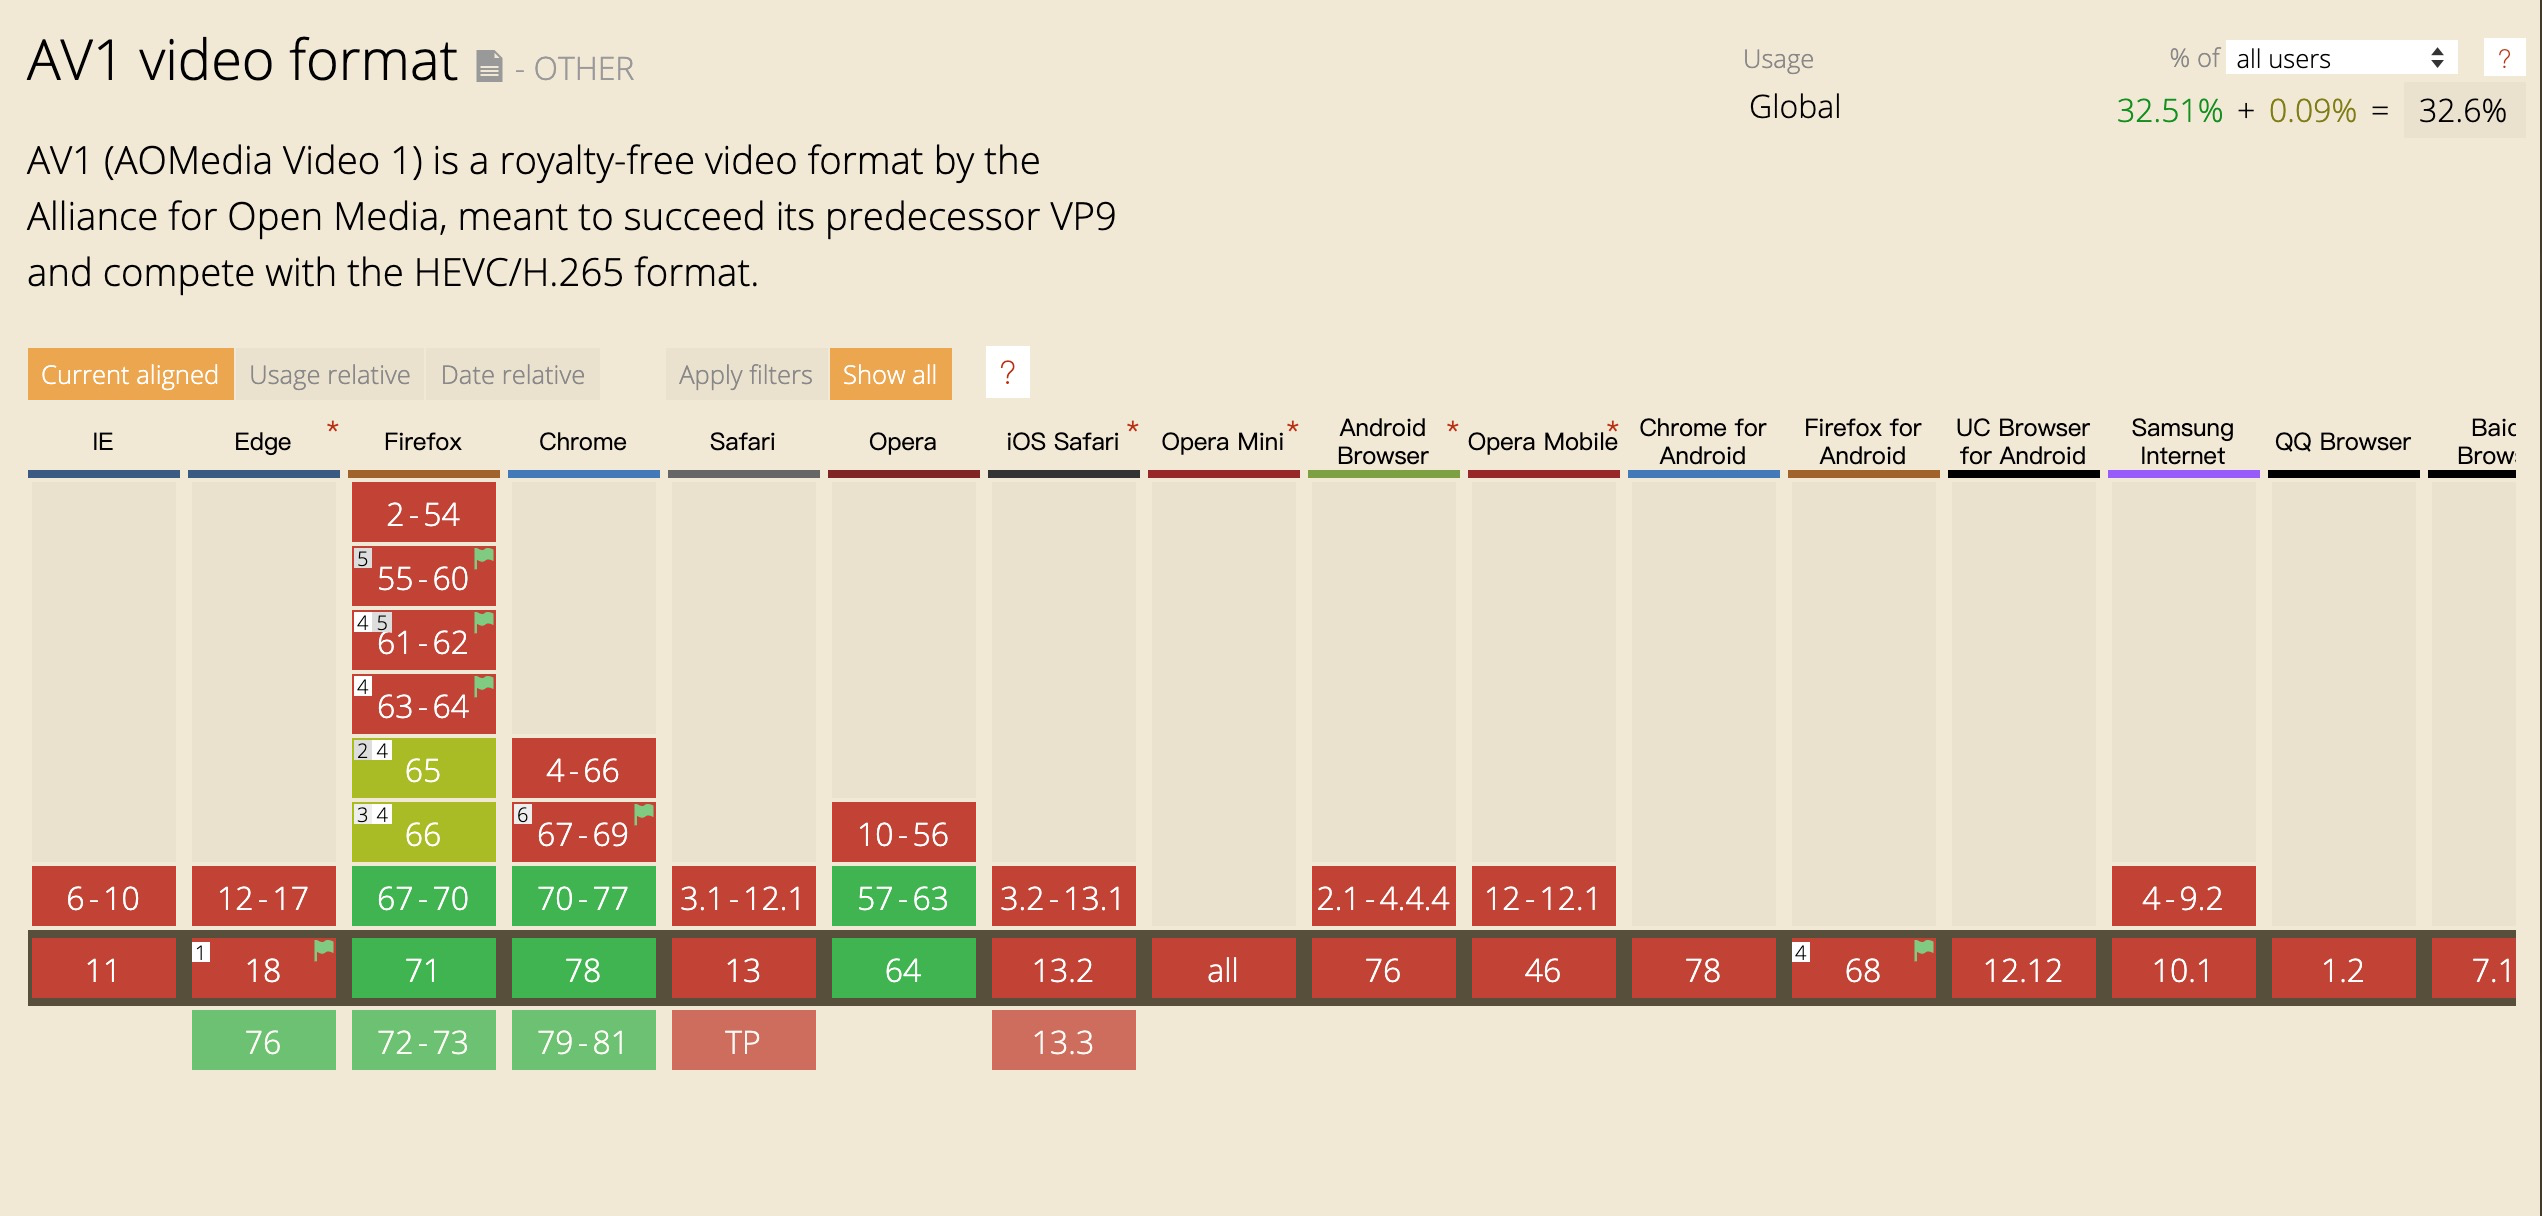 AV1 video format - OTHER
Usage % of all users ?
Global 32.51% + 0.09% = 32.6%
AV1 (AOMedia Video 1) is a royalty-free video format by the
Alliance for Open Media, meant to succeed its predecessor VP9
and compete with the HEVC/H.265 format.
Current aligned Usage relative Date relative Apply filters Show all ?
IE Edge * Firefox Chrome Safari Opera iOS Safari * Opera Mini * Android Browser * Opera Mobile * Chrome for Android Firefox for Android UC Browser for Android Samsung Internet QQ Browser
2-54
5 55-60
4 5 61-62
4 63-64
2 4 65 4-66
3 4 66 6 67-69 10-56
6-10 12-17 67-70 70-77 3.1-12.1 57-63 3.2-13.1 2.1-4.4.4 12-12.1 4-9.2
11 1 18 71 78 13 64 13.2 all 76 46 78 4 68 12.12 10.1 1.2 7.1
76 72-73 79-81 TP 13.3